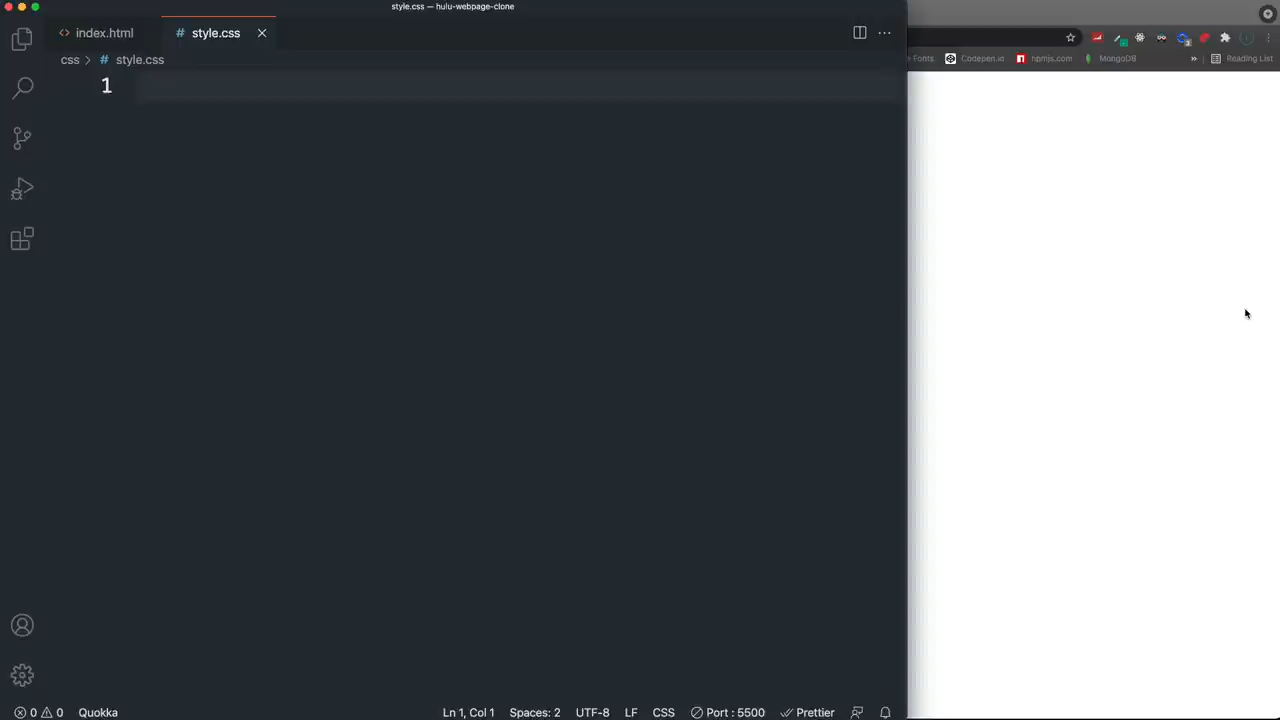 style.css — hulu-webpage-clone
index.html
style.css
css > # style.css
1
e Fonts
Codepen.io
npmjs.com
MongoDB
»
Reading List
0 0 Quokka
Ln 1, Col 1 Spaces: 2 UTF-8 LF CSS Port : 5500 Prettier